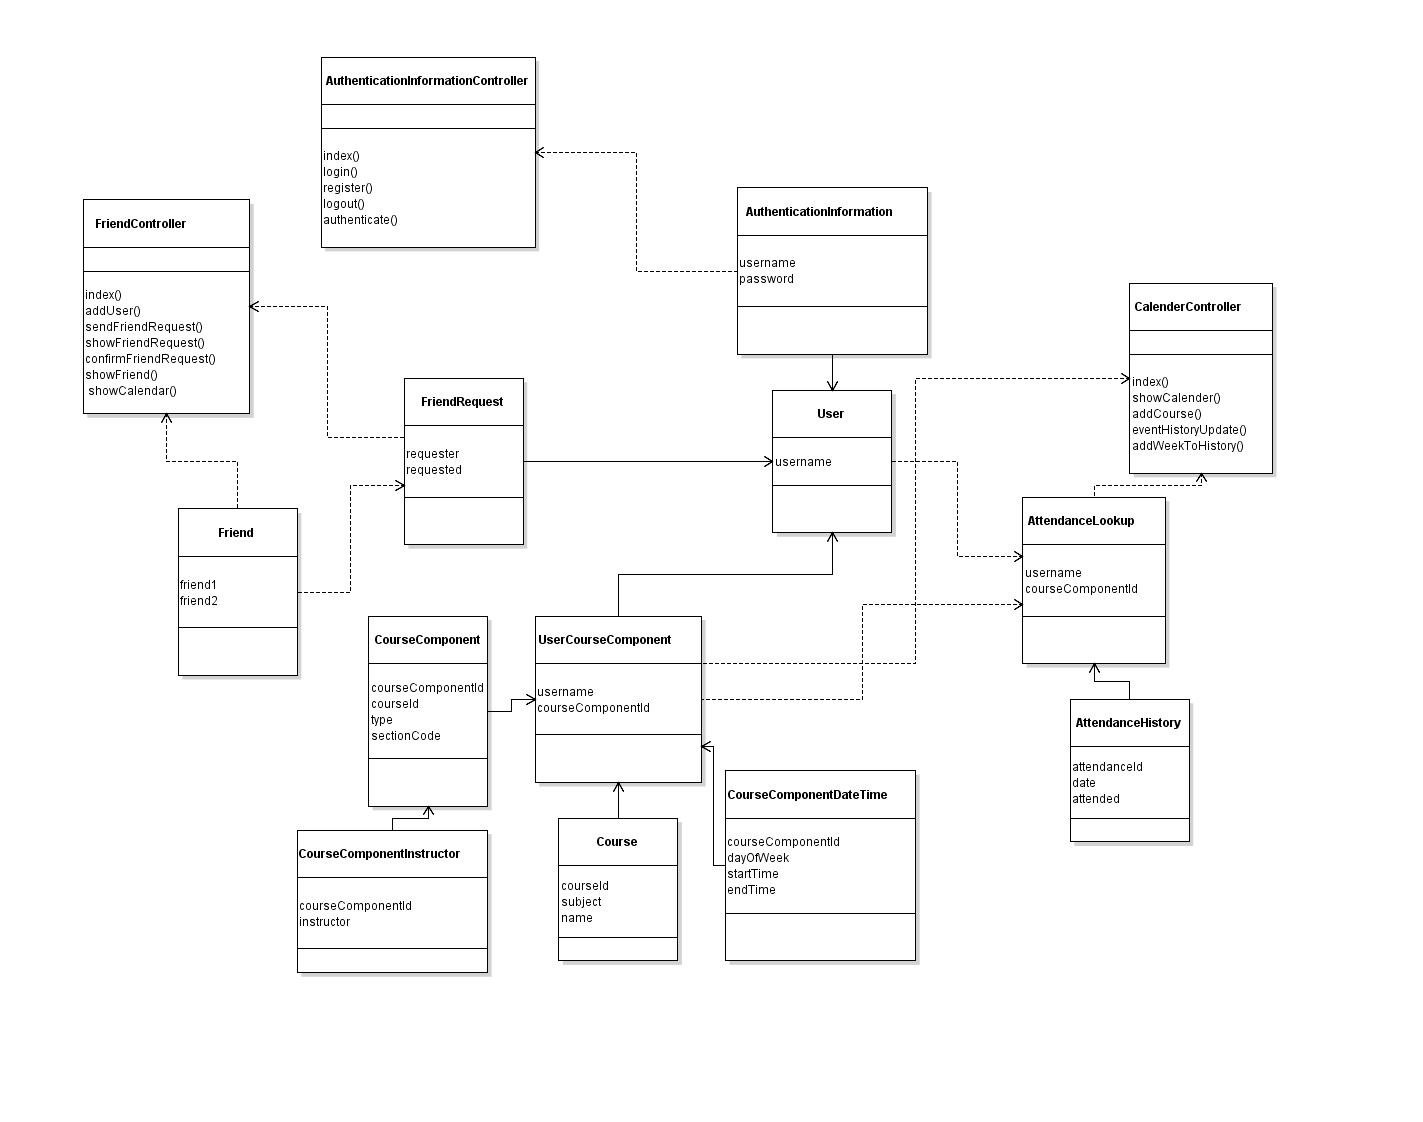 AuthenticationInformationController
index()
login()
register()
logout()
authenticate()
FriendController
index()
addUser()
sendFriendRequest()
showFriendRequest()
confirmFriendRequest()
showFriend()
showCalendar()
AuthenticationInformation
username
password
CalenderController
index()
showCalender()
addCourse()
eventHistoryUpdate()
addWeekToHistory()
FriendRequest
requester
requested
User
username
Friend
friend1
friend2
AttendanceLookup
username
courseComponentId
CourseComponent
courseComponentId
courseId
type
sectionCode
UserCourseComponent
username
courseComponentId
AttendanceHistory
attendanceId
date
attended
CourseComponentInstructor
courseComponentId
instructor
Course
courseId
subject
name
CourseComponentDateTime
courseComponentId
dayOfWeek
startTime
endTime